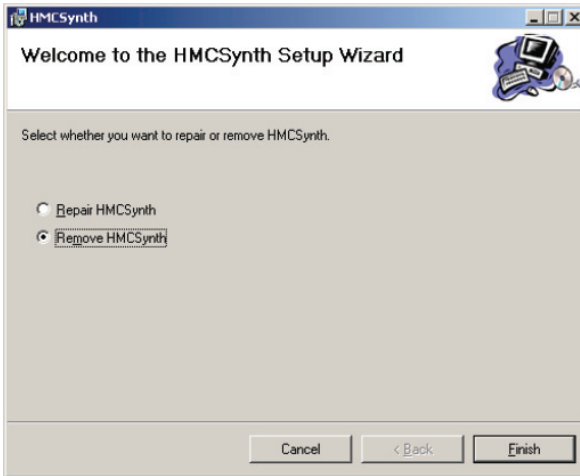 HMCSynth
Welcome to the HMCSynth Setup Wizard
Select whether you want to repair or remove HMCSynth.
Repair HMCSynth
Remove HMCSynth
Cancel
< Back
Finish